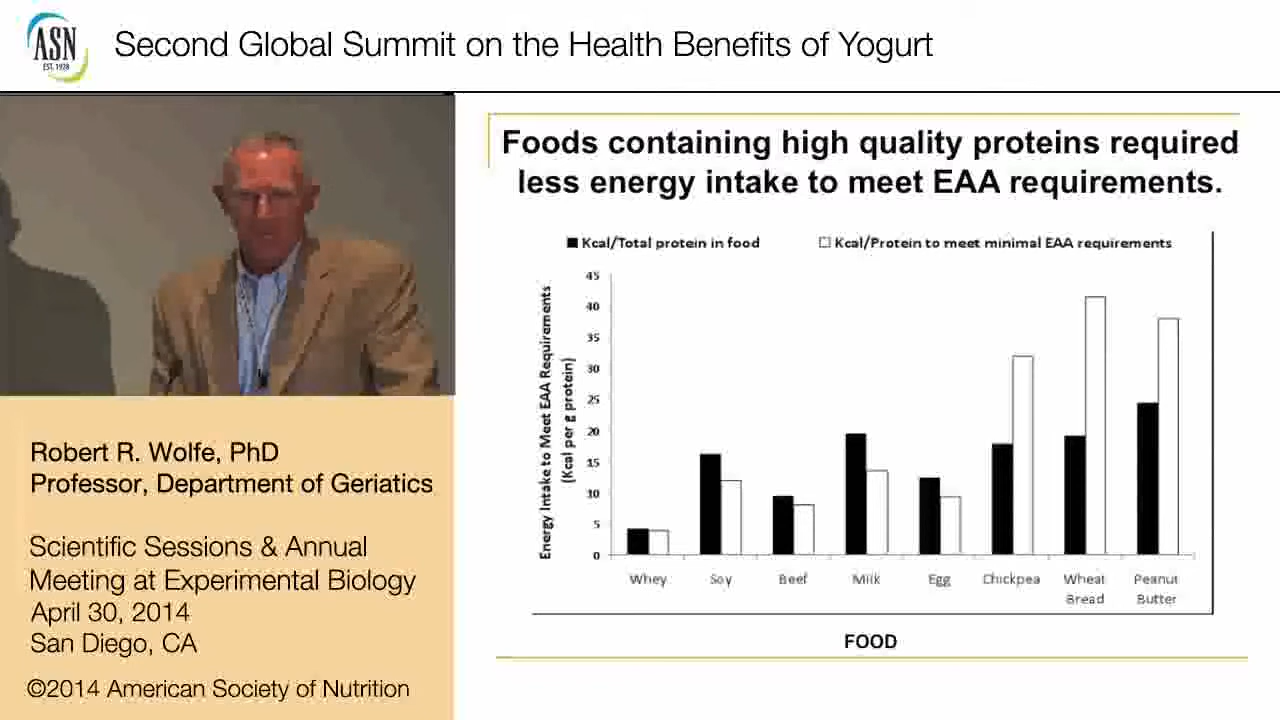 ASN
EST. 1928
Second Global Summit on the Health Benefits of Yogurt
Foods containing high quality proteins required
less energy intake to meet EAA requirements.
Kcal/Total protein in food
Kcal/Protein to meet minimal EAA requirements
Energy Intake to Meet EAA Requirements
(Kcal per g protein)
45
40
35
30
25
20
15
10
5
0
Whey
Soy
Beef
Milk
Egg
Chickpea
Wheat
Bread
Peanut
Butter
FOOD
Robert R. Wolfe, PhD
Professor, Department of Geriatics
Scientific Sessions & Annual
Meeting at Experimental Biology
April 30, 2014
San Diego, CA
©2014 American Society of Nutrition